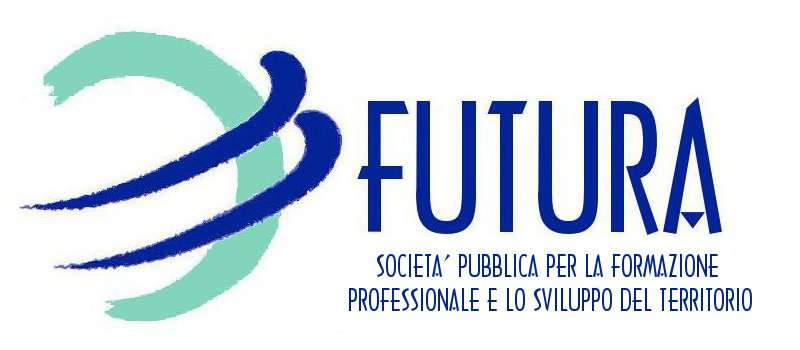 FUTURA
SOCIETA´ PUBBLICA PER LA FORMAZIONE
PROFESSIONALE E LO SVILUPPO DEL TERRITORIO